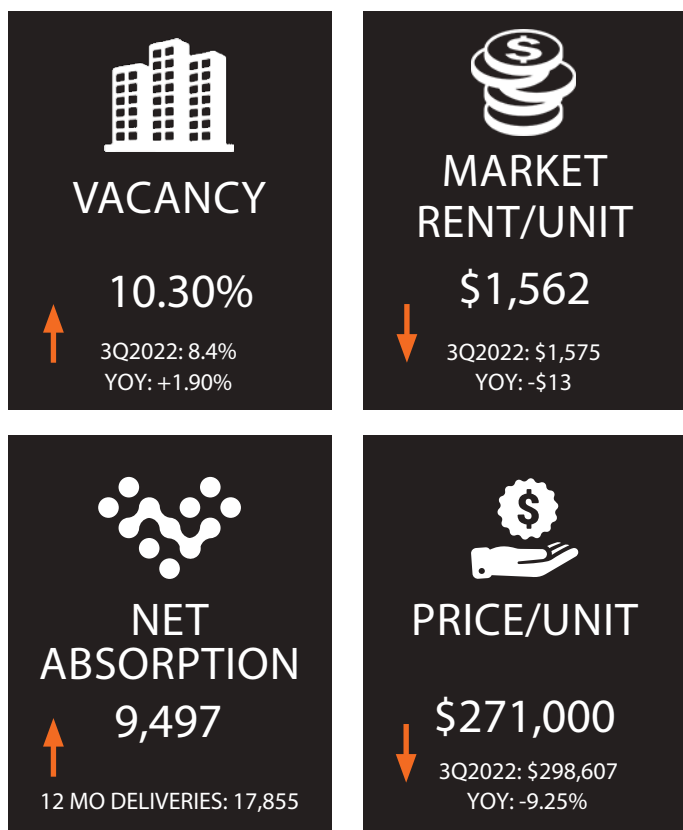 VACANCY
10.30%
3Q2022: 8.4%
YOY: +1.90%
$
MARKET
RENT/UNIT
$1,562
3Q2022: $1,575
YOY: -$13
NET
ABSORPTION
9,497
12 MO DELIVERIES: 17,855
$
PRICE/UNIT
$271,000
3Q2022: $298,607
YOY: -9.25%